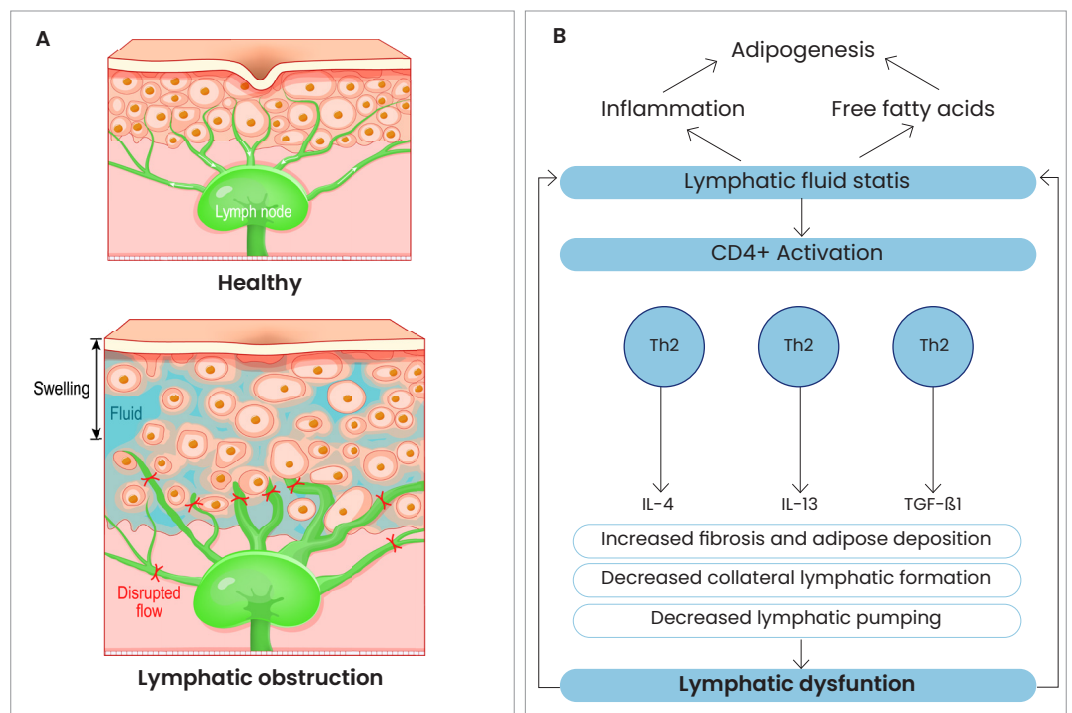 A
Lymph node
Healthy
Swelling
Fluid
Disrupted
flow
Lymphatic obstruction
B
Adipogenesis
Inflammation
Free fatty acids
Lymphatic fluid statis
CD4+ Activation
Th2
Th2
Th2
IL-4
IL-13
TGF-ß1
Increased fibrosis and adipose deposition
Decreased collateral lymphatic formation
Decreased lymphatic pumping
Lymphatic dysfuntion